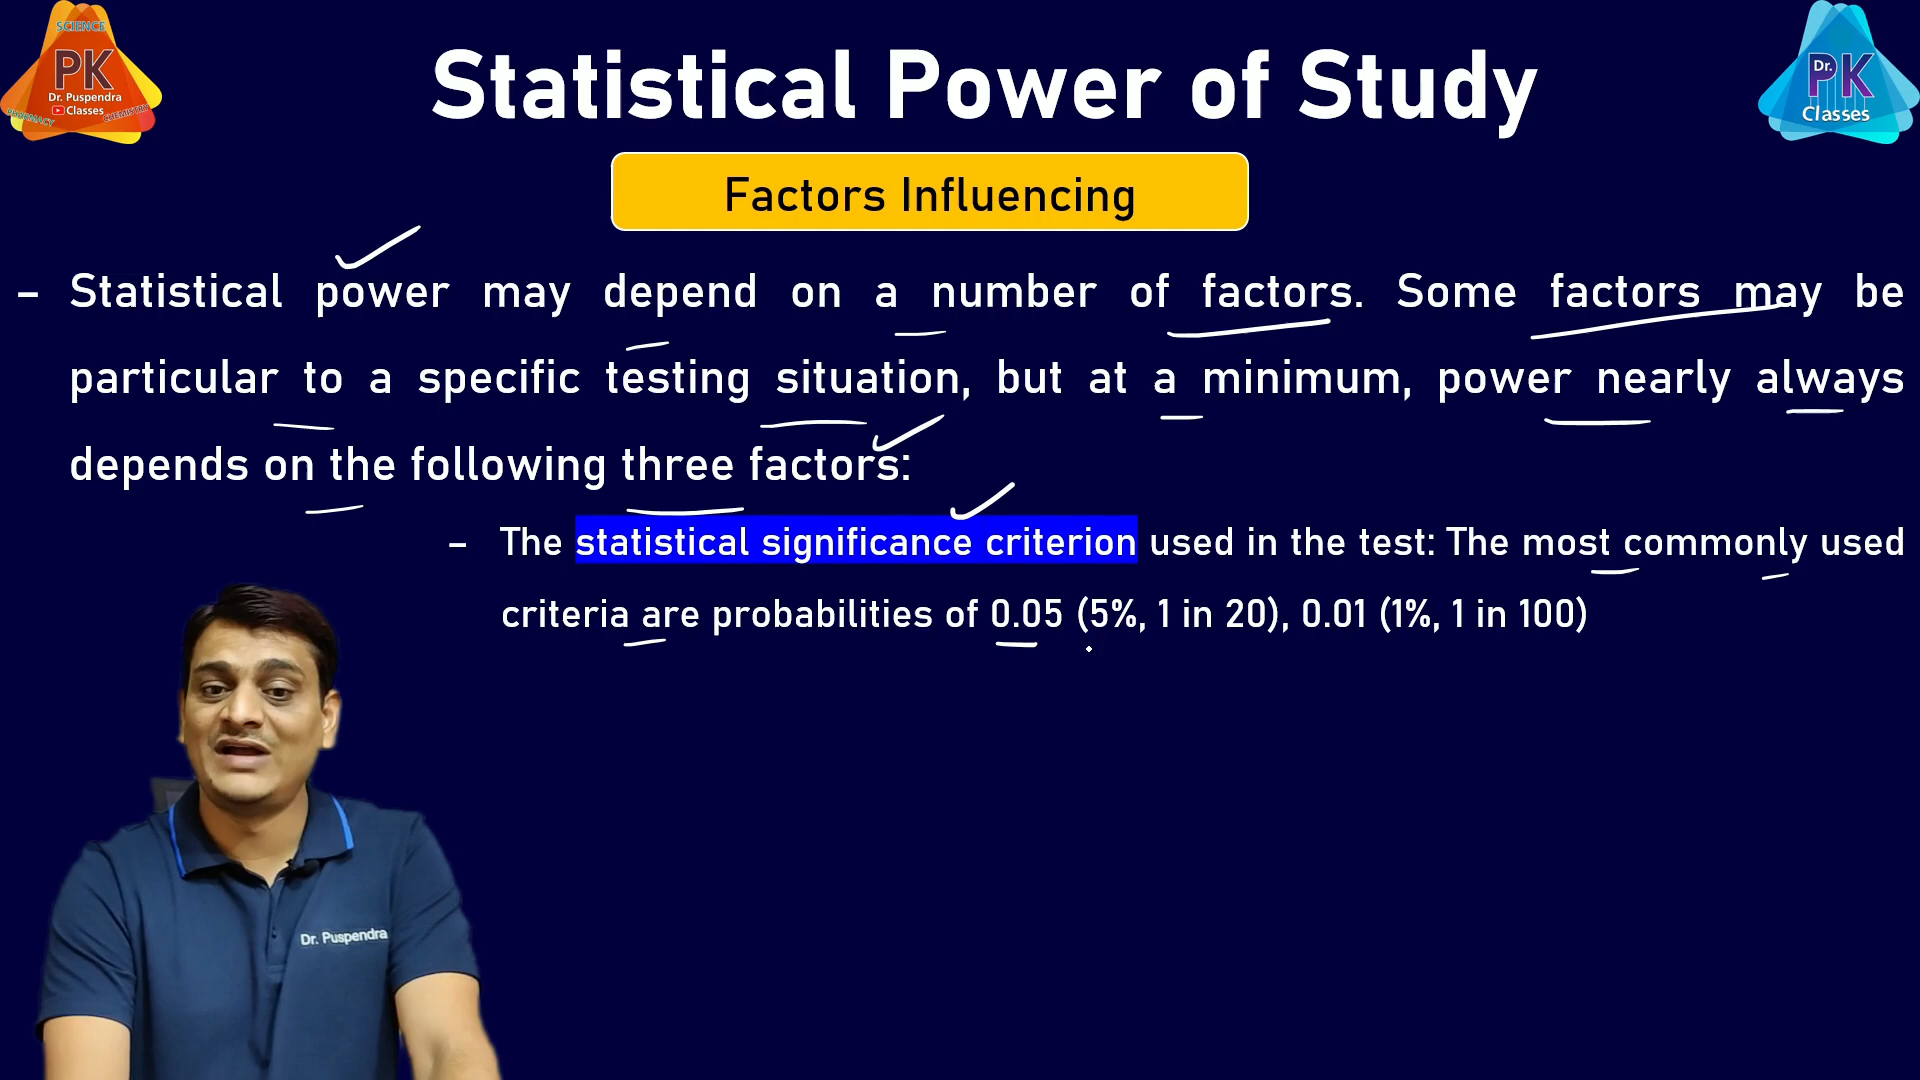 SCIENCE
PK
Dr. Puspendra
Classes
PHARMACY
CHEMISTRY
Statistical Power of Study
Dr.
PK
Classes
Factors Influencing
– Statistical power may depend on a number of factors. Some factors may be
particular to a specific testing situation, but at a minimum, power nearly always
depends on the following three factors:
– The statistical significance criterion used in the test: The most commonly used
criteria are probabilities of 0.05 (5%, 1 in 20), 0.01 (1%, 1 in 100)
Dr. Puspendra